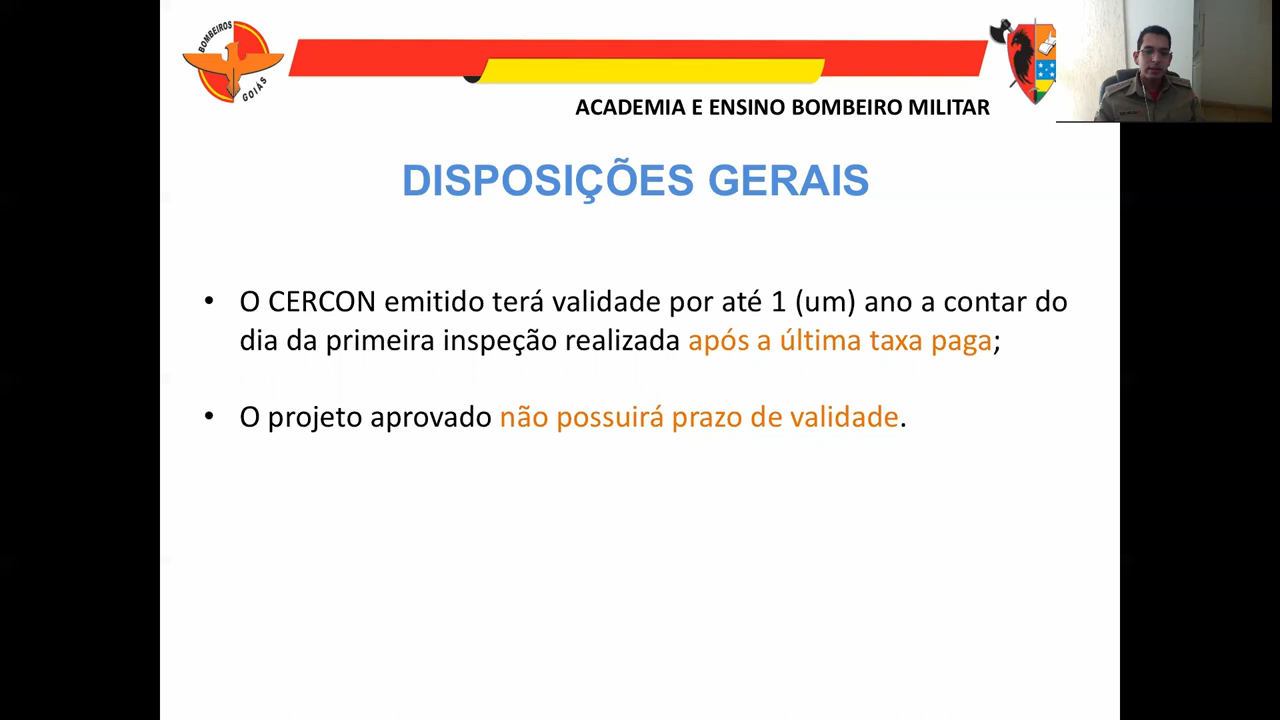 BOMBEIROS
GOIÁS
ACADEMIA E ENSINO BOMBEIRO MILITAR
DISPOSIÇÕES GERAIS
• O CERCON emitido terá validade por até 1 (um) ano a contar do
dia da primeira inspeção realizada após a última taxa paga;
• O projeto aprovado não possuirá prazo de validade.